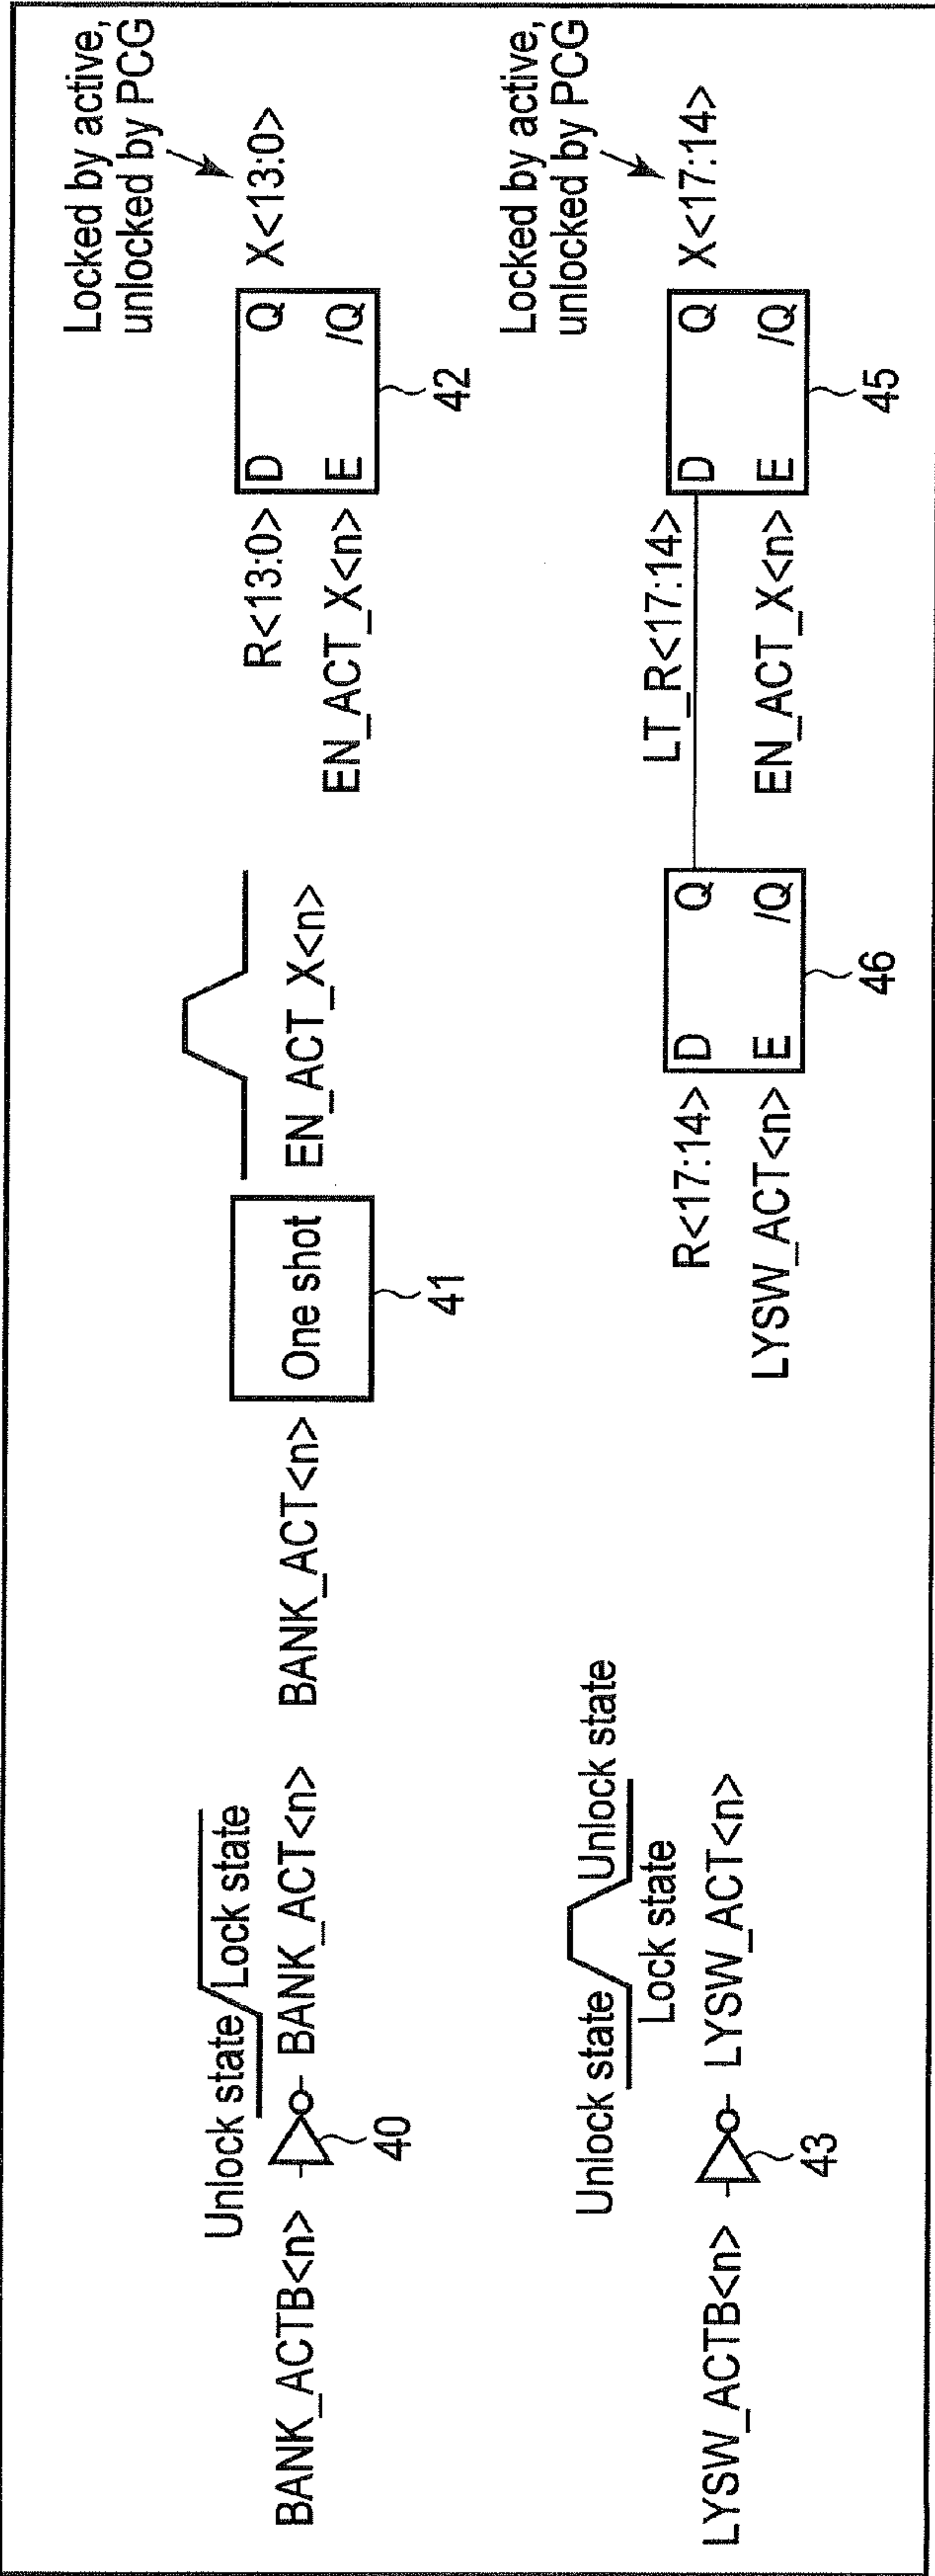 Unlock state
Lock state
BANK_ACTB<n>
BANK_ACT<n>
40
BANK_ACT<n>
One shot
41
EN_ACT_X<n>
R<13:0>
EN_ACT_X<n>
D
Q
E
/Q
42
X<13:0>
Locked by active,
unlocked by PCG
Unlock state
Unlock state
Lock state
LYSW_ACTB<n>
LYSW_ACT<n>
43
R<17:14>
LYSW_ACT<n>
D
Q
E
/Q
46
LT_R<17:14>
EN_ACT_X<n>
D
Q
E
/Q
45
X<17:14>
Locked by active,
unlocked by PCG